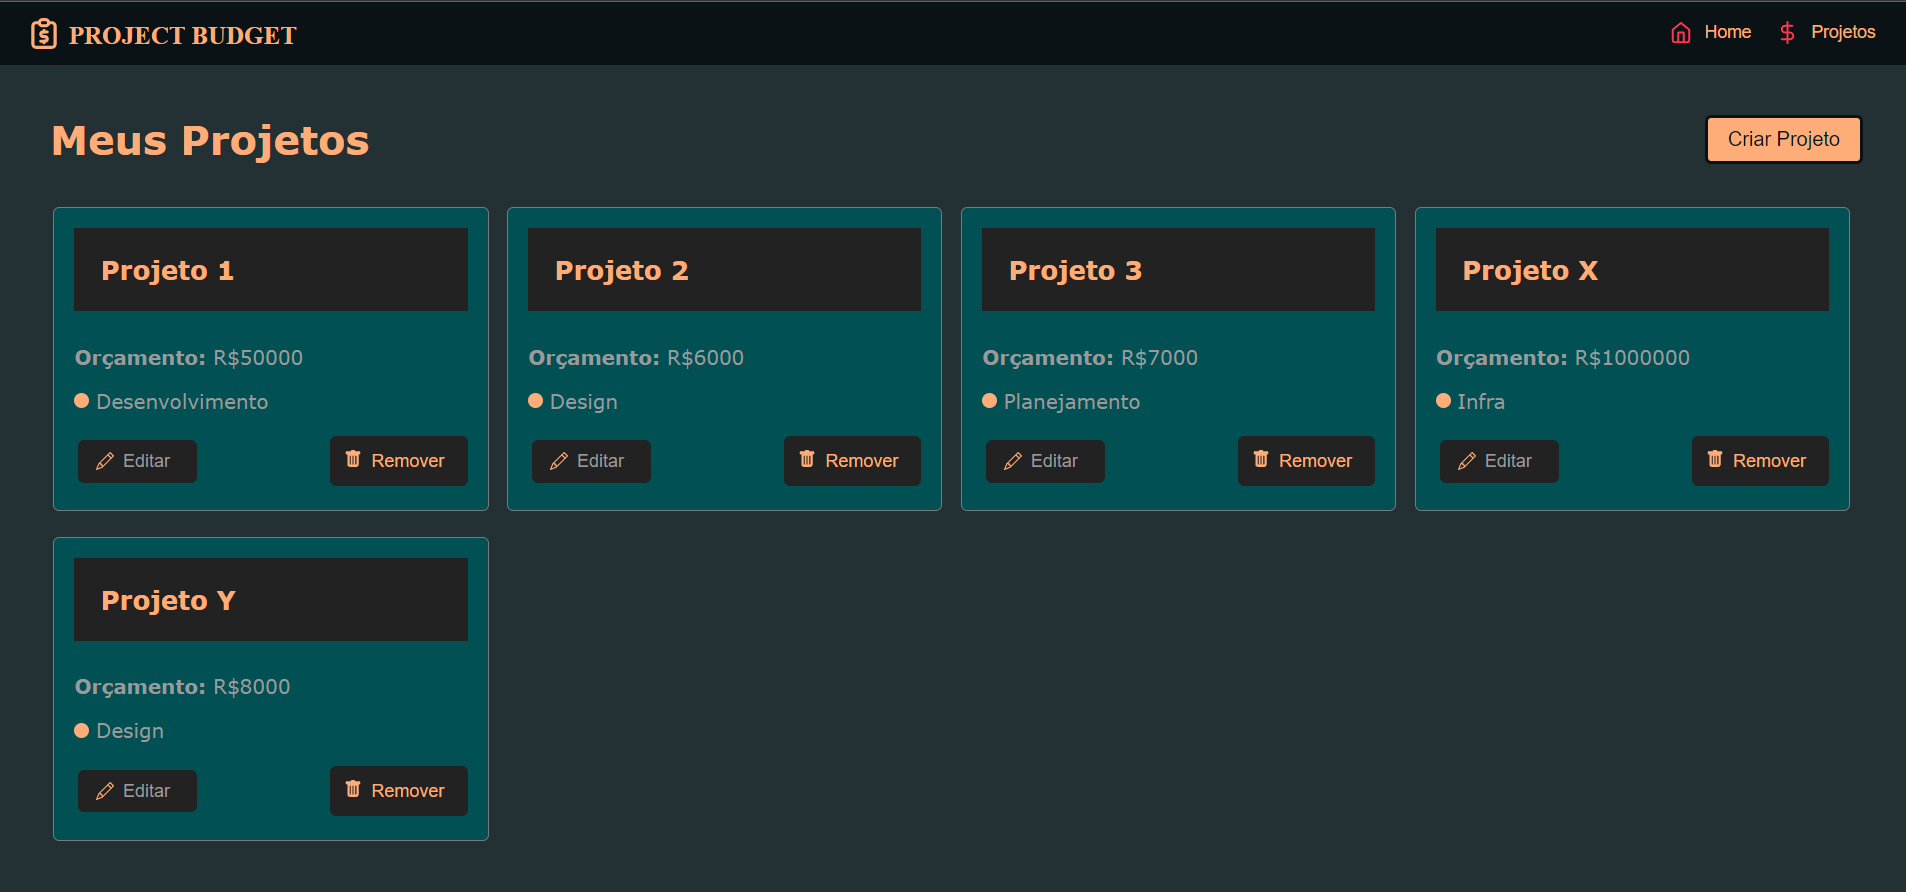 PROJECT BUDGET
Home
Projetos
Meus Projetos
Criar Projeto
Projeto 1
Orçamento: R$50000
Desenvolvimento
Editar
Remover
Projeto 2
Orçamento: R$6000
Design
Editar
Remover
Projeto 3
Orçamento: R$7000
Planejamento
Editar
Remover
Projeto X
Orçamento: R$1000000
Infra
Editar
Remover
Projeto Y
Orçamento: R$8000
Design
Editar
Remover